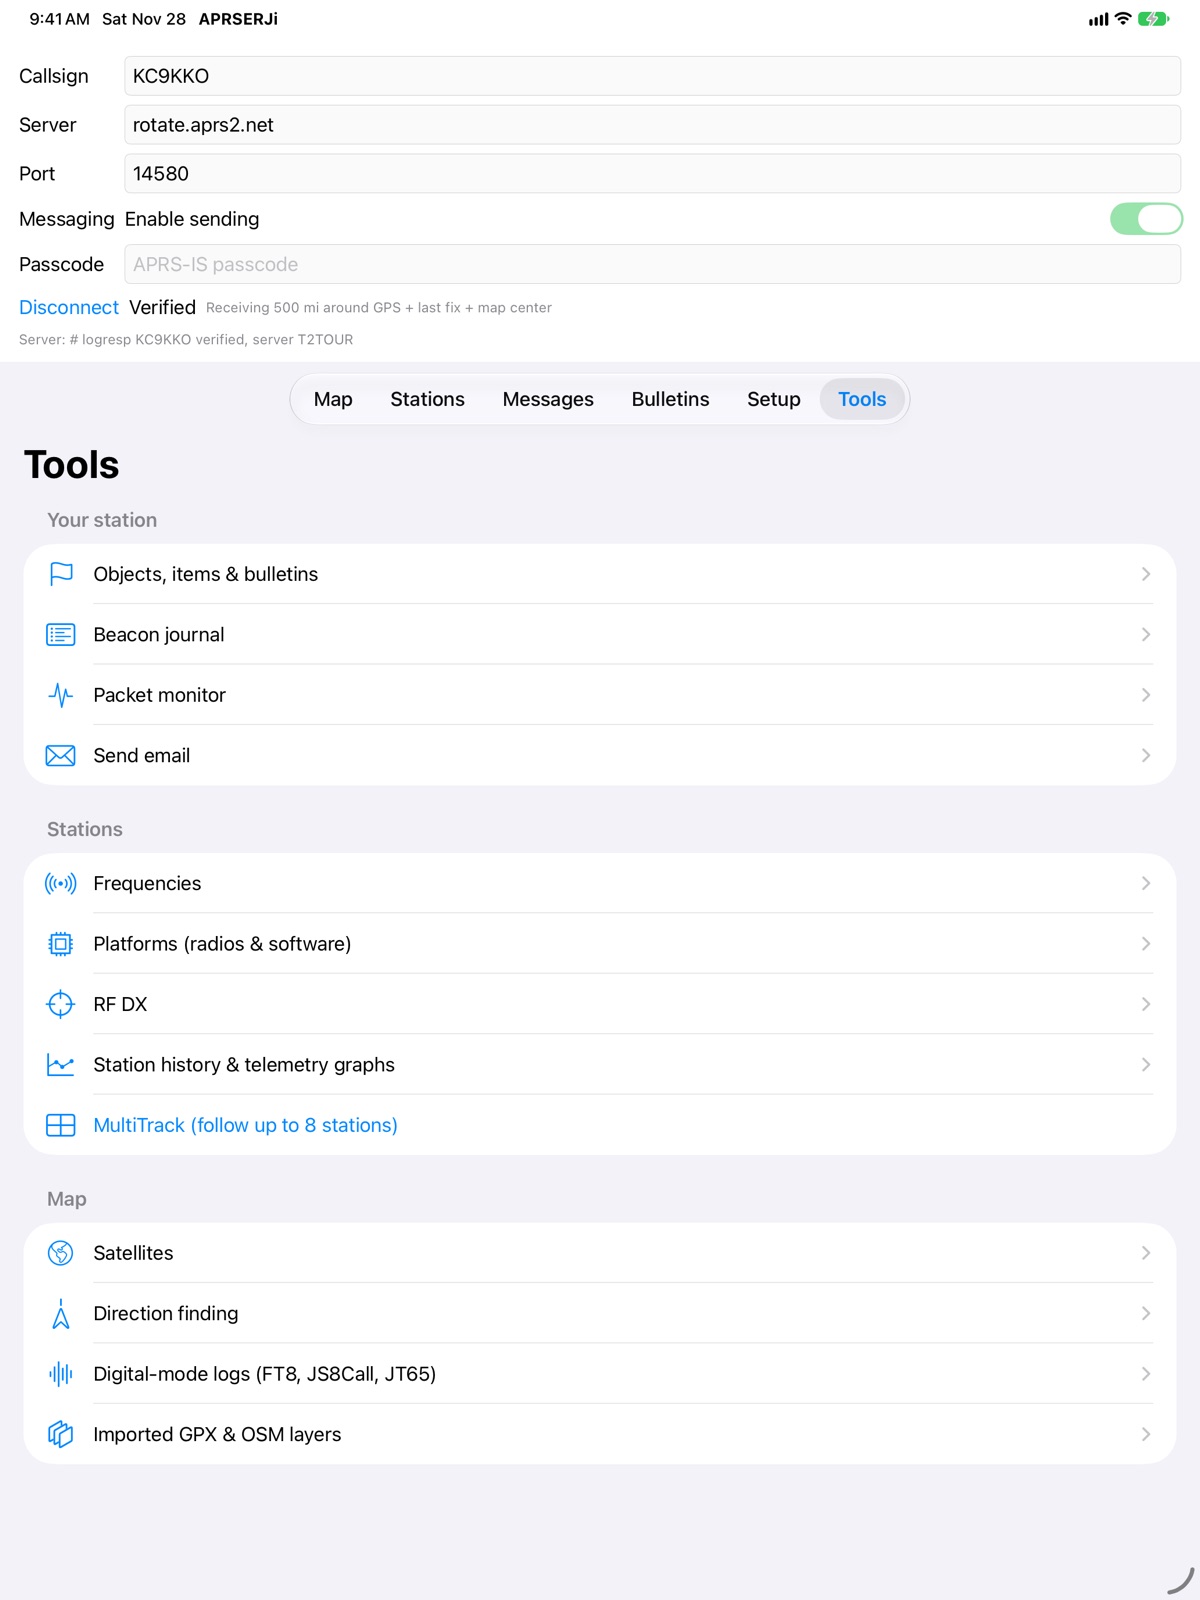 9:41 AM Sat Nov 28 APRSERJi
Callsign KC9KKO
Server rotate.aprs2.net
Port 14580
Messaging Enable sending
Passcode APRS-IS passcode
Disconnect Verified Receiving 500 mi around GPS + last fix + map center
Server: # logresp KC9KKO verified, server T2TOUR
Map Stations Messages Bulletins Setup Tools
Tools
Your station
Objects, items & bulletins
Beacon journal
Packet monitor
Send email
Stations
Frequencies
Platforms (radios & software)
RF DX
Station history & telemetry graphs
MultiTrack (follow up to 8 stations)
Map
Satellites
Direction finding
Digital-mode logs (FT8, JS8Call, JT65)
Imported GPX & OSM layers